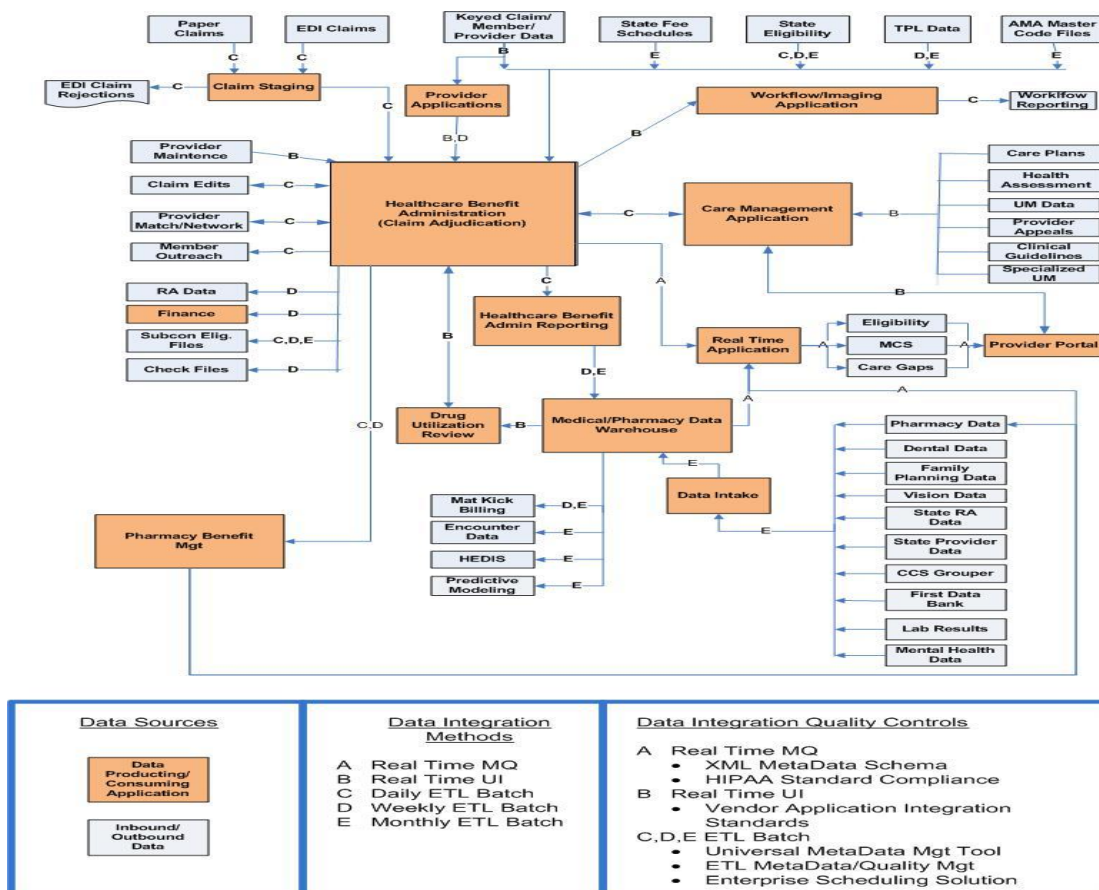 Paper
Claims
EDI Claims
Keyed Claim/
Member/
Provider Data
State Fee
Schedules
State
Eligibility
TPL Data
AMA Master
Code Files
C
C
B
E
C,D,E
D,E
E
EDI Claim
Rejections
C
Claim Staging
C
Provider
Applications
B,D
Workflow/Imaging
Application
C
Worklfow
Reporting
B
Provider
Maintence
B
Claim Edits
C
Provider
Match/Network
C
Member
Outreach
C
Healthcare Benefit
Administration
(Claim Adjudication)
C
Care Management
Application
B
Care Plans
Health
Assessment
UM Data
Provider
Appeals
Clinical
Guidelines
Specialized
UM
RA Data
D
Finance
D
Subcon Elig.
Files
C,D,E
Check Files
D
C
A
B
Healthcare Benefit
Admin Reporting
B
D,E
Real Time
Application
A
Eligibility
MCS
Care Gaps
A
Provider Portal
A
A
C,D
Drug
Utilization
Review
B
Medical/Pharmacy Data
Warehouse
E
Data Intake
E
Pharmacy Data
Dental Data
Family
Planning Data
Vision Data
State RA
Data
State Provider
Data
CCS Grouper
First Data
Bank
Lab Results
Mental Health
Data
Mat Kick
Billing
D,E
Encounter
Data
E
HEDIS
E
Predictive
Modeling
E
Pharmacy Benefit
Mgt
Data Sources
Data
Producting/
Consuming
Application
Inbound/
Outbound
Data
Data Integration
Methods
A Real Time MQ
B Real Time UI
C Daily ETL Batch
D Weekly ETL Batch
E Monthly ETL Batch
Data Integration Quality Controls
A Real Time MQ
• XML MetaData Schema
• HIPAA Standard Compliance
B Real Time UI
• Vendor Application Integration
Standards
C,D,E ETL Batch
• Universal MetaData Mgt Tool
• ETL MetaData/Quality Mgt
• Enterprise Scheduling Solution